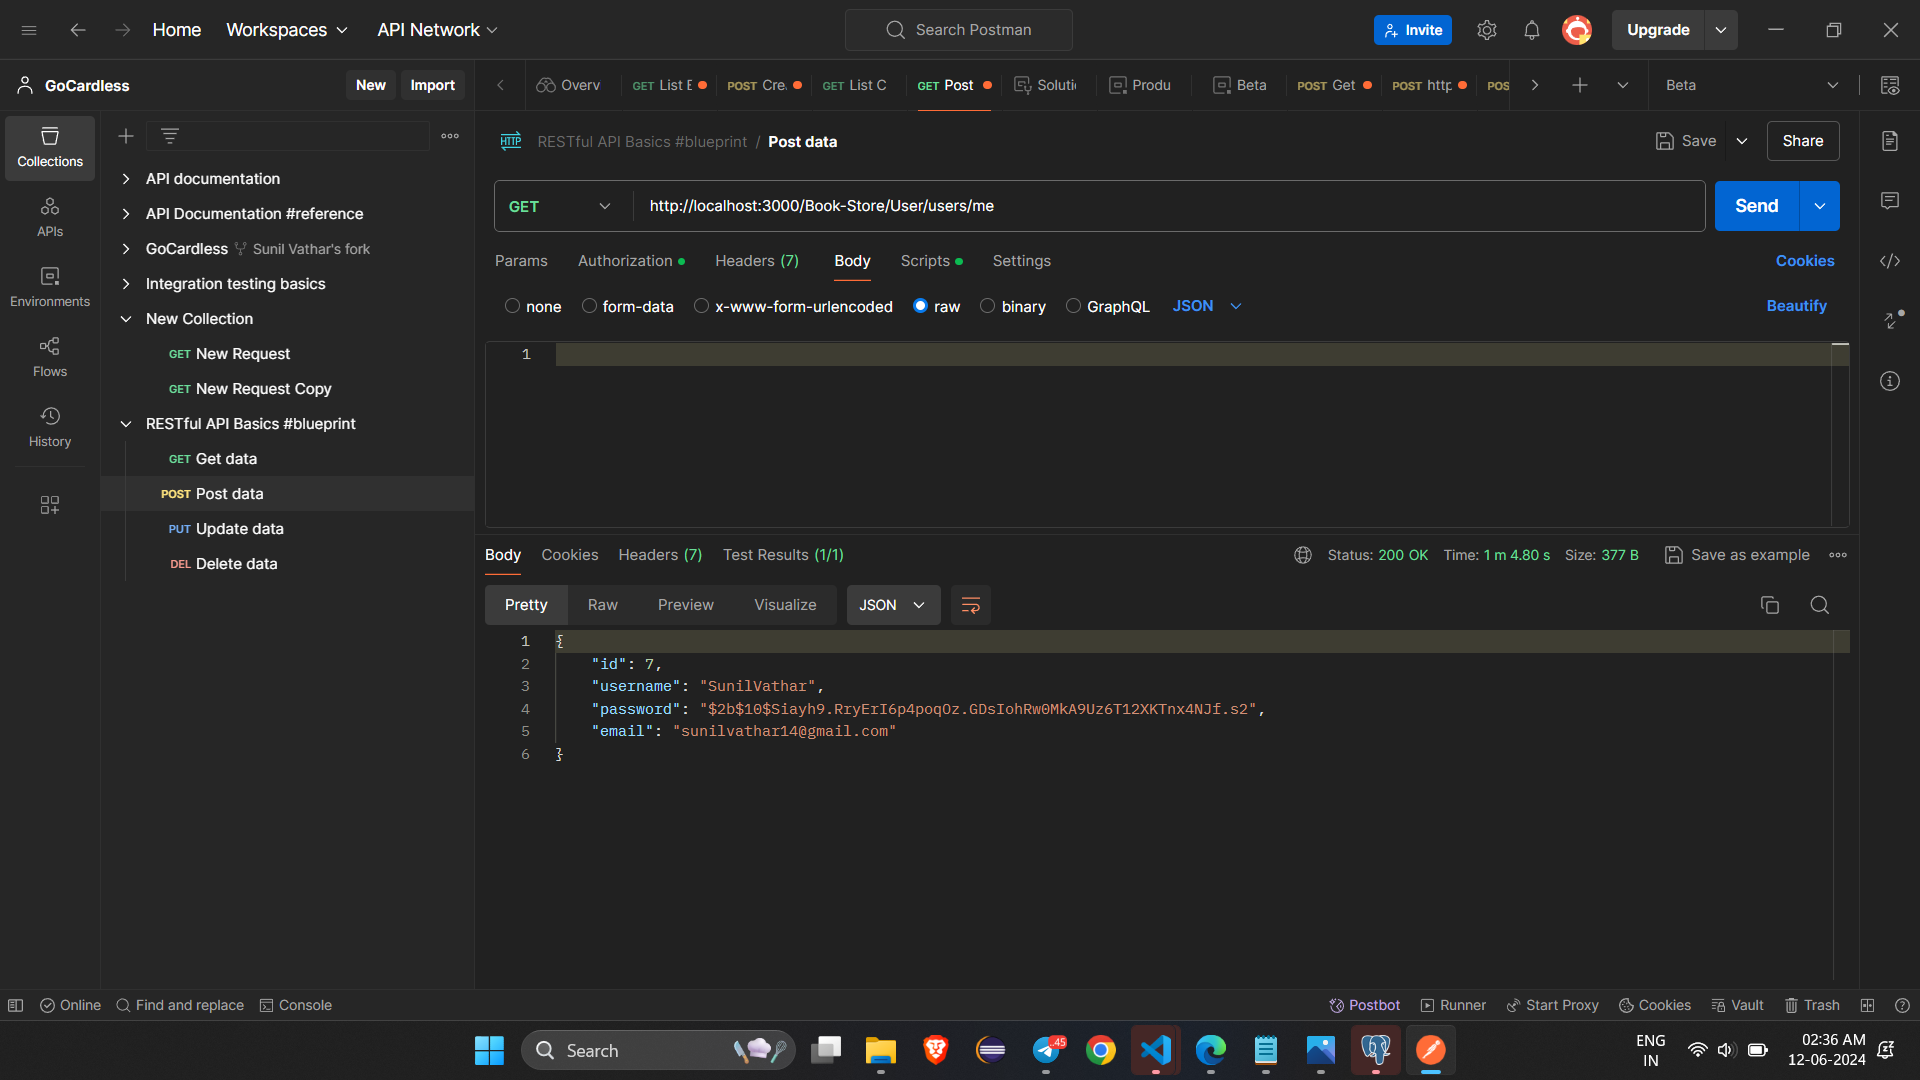 Home Workspaces API Network Search Postman Invite Upgrade
GoCardless New Import Overv GET List E POST Cre GET List C GET Post Soluti Produ Beta POST Get POST http POS Beta
RESTful API Basics #blueprint / Post data Save Share
Collections
APIs
Environments
Flows
History
API documentation
API Documentation #reference
GoCardless Sunil Vathar's fork
Integration testing basics
New Collection
GET New Request
GET New Request Copy
RESTful API Basics #blueprint
GET Get data
POST Post data
PUT Update data
DEL Delete data
GET http://localhost:3000/Book-Store/User/users/me Send
Params Authorization Headers (7) Body Scripts Settings Cookies
none form-data x-www-form-urlencoded raw binary GraphQL JSON Beautify
1
Body Cookies Headers (7) Test Results (1/1) Status: 200 OK Time: 1 m 4.80 s Size: 377 B Save as example
Pretty Raw Preview Visualize JSON
1 {
2 "id": 7,
3 "username": "SunilVathar",
4 "password": "$2b$10$Siayh9.RryErI6p4poqOz.GDsIohRw0MkA9Uz6T12XKTnx4NJf.s2",
5 "email": "sunilvathar14@gmail.com"
6 }
Online Find and replace Console Postbot Runner Start Proxy Cookies Vault Trash
Search .45 ENG IN 02:36 AM
12-06-2024